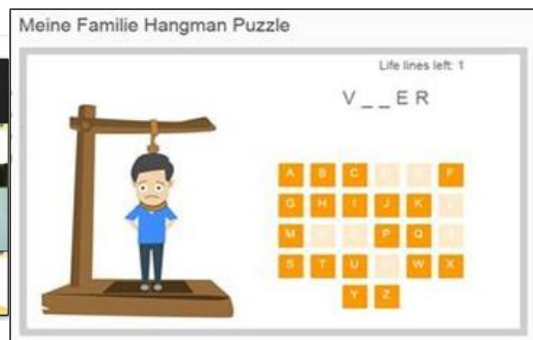 Meine Familie Hangman Puzzle
Life lines left: 1
V _ _ E R
A B C F
G H I J K
M P Q
S T U W X
Y Z